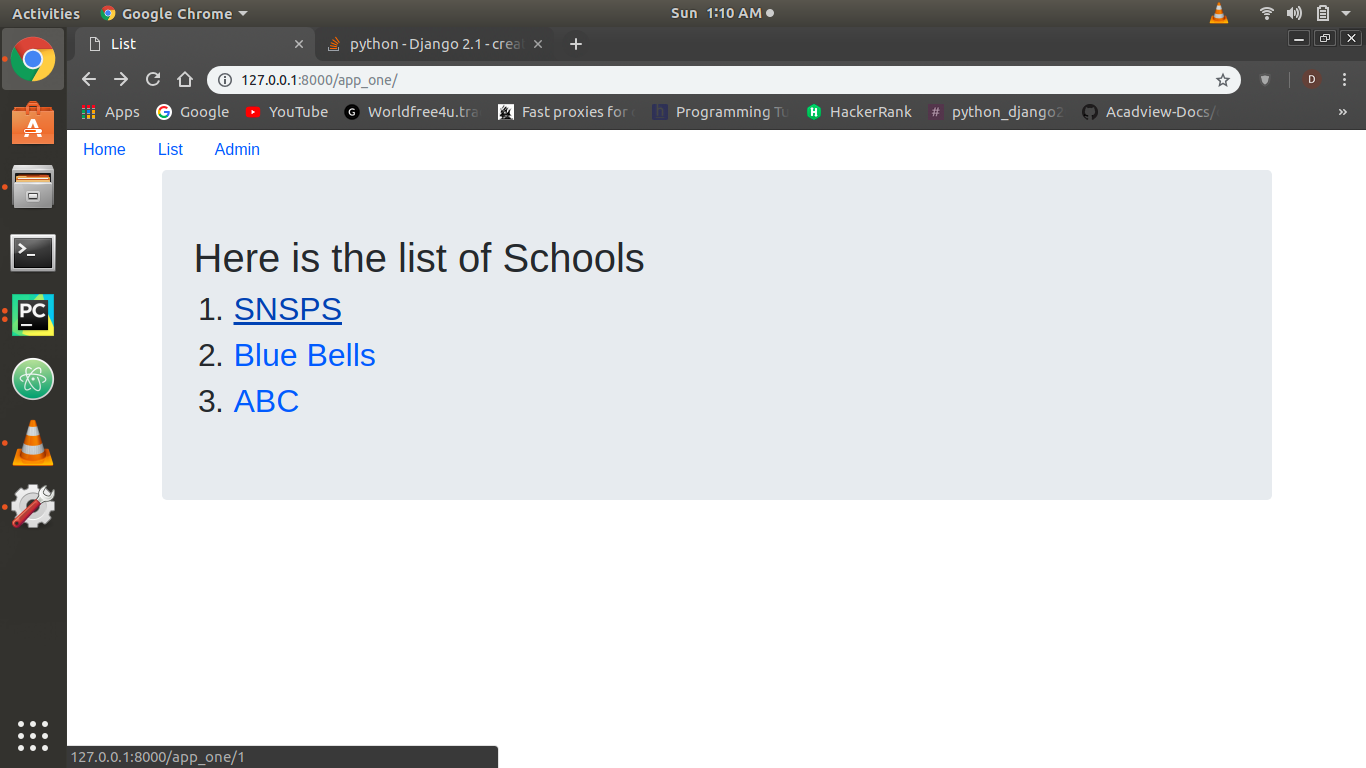 Activities Google Chrome Sun 1:10 AM
List python - Django 2.1 - crea
127.0.0.1:8000/app_one/ D
Apps Google YouTube G Worldfree4u.tra Fast proxies for h Programming Tu H HackerRank # python_django2 Acadview-Docs/ »
Home List Admin
Here is the list of Schools
1. SNSPS
2. Blue Bells
3. ABC
PC
127.0.0.1:8000/app_one/1